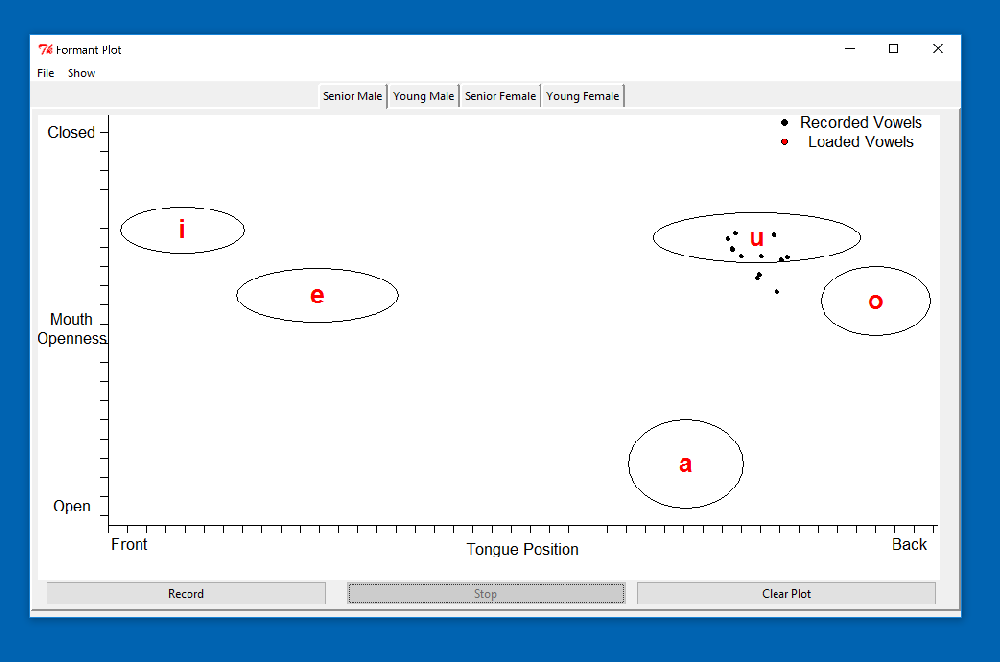 Formant Plot
File Show
Senior Male Young Male Senior Female Young Female
Recorded Vowels
Loaded Vowels
Closed
i
u
e
o
Mouth
Openness
a
Open
Front
Tongue Position
Back
Record
Stop
Clear Plot